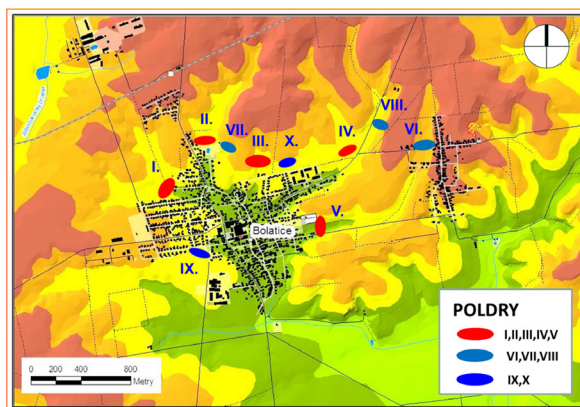 VIII.
II.
VII.
III.
X.
IV.
VI.
I.
V.
Bolatice
IX.
POLDRY
I,II,III,IV,V
VI,VII,VIII
IX,X
0 200 400 800
Metry